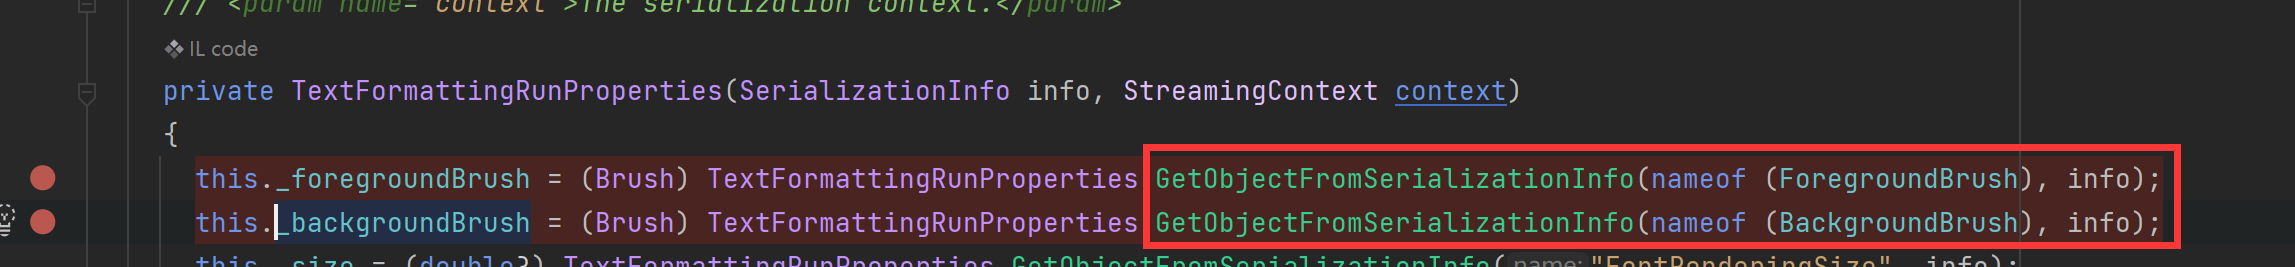 /// <param name="context">The serialization context.</param>
IL code
private TextFormattingRunProperties(SerializationInfo info, StreamingContext context)
{
this._foregroundBrush = (Brush) TextFormattingRunProperties.GetObjectFromSerializationInfo(nameof (ForegroundBrush), info);
this._backgroundBrush = (Brush) TextFormattingRunProperties.GetObjectFromSerializationInfo(nameof (BackgroundBrush), info);
this._size = (double?) TextFormattingRunProperties.GetObjectFromSerializationInfo(name:"FontRenderingSize", info);